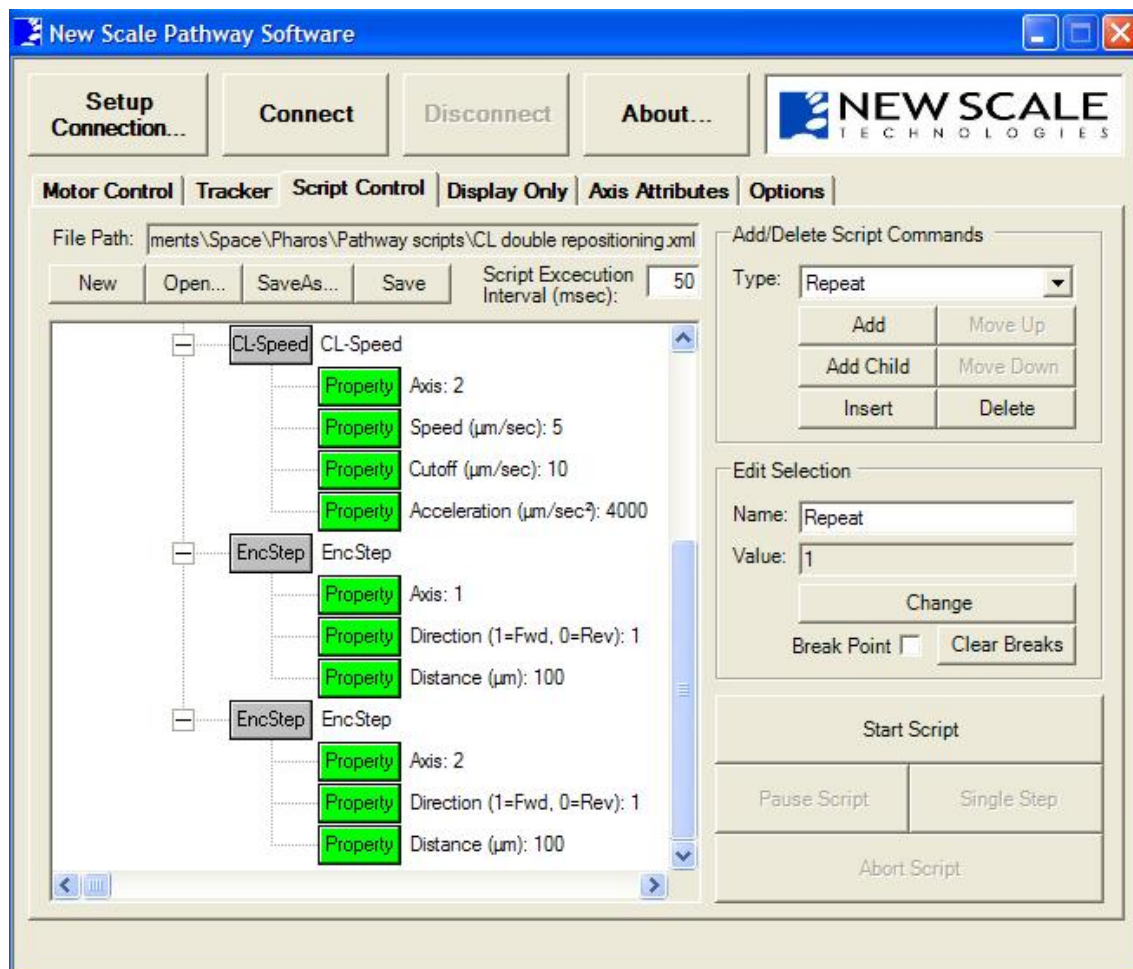 New Scale Pathway Software
Setup Connection...
Connect
Disconnect
About...
NEW SCALE
TECHNOLOGIES
Motor Control
Tracker
Script Control
Display Only
Axis Attributes
Options
File Path: ments\Space\Pharos\Pathway scripts\CL double repositioning.xml
New
Open...
SaveAs...
Save
Script Excecution Interval (msec): 50
CL-Speed CL-Speed
Property Axis: 2
Property Speed (µm/sec): 5
Property Cutoff (µm/sec): 10
Property Acceleration (µm/sec²): 4000
EncStep EncStep
Property Axis: 1
Property Direction (1=Fwd, 0=Rev): 1
Property Distance (µm): 100
EncStep EncStep
Property Axis: 2
Property Direction (1=Fwd, 0=Rev): 1
Property Distance (µm): 100
Add/Delete Script Commands
Type: Repeat
Add
Move Up
Add Child
Move Down
Insert
Delete
Edit Selection
Name: Repeat
Value: 1
Change
Break Point
Clear Breaks
Start Script
Pause Script
Single Step
Abort Script